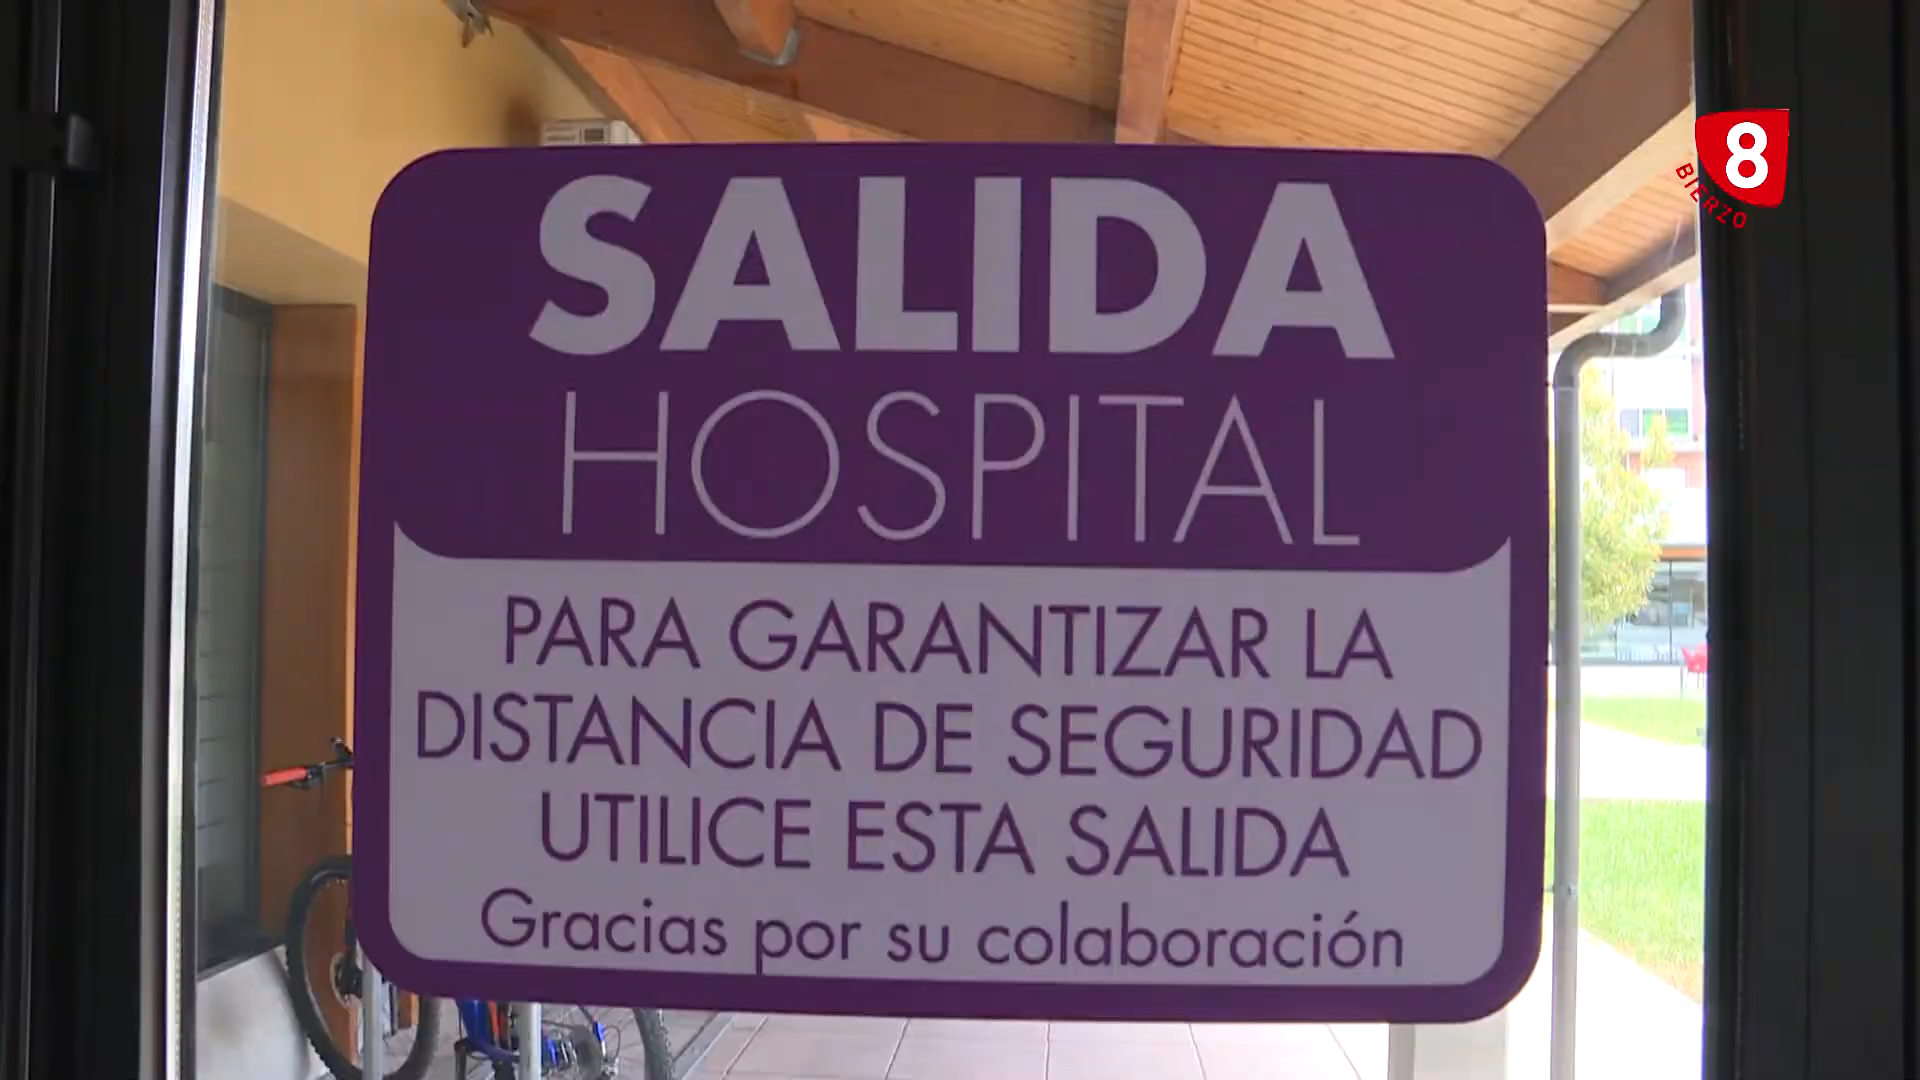 SALIDA
HOSPITAL
PARA GARANTIZAR LA
DISTANCIA DE SEGURIDAD
UTILICE ESTA SALIDA
Gracias por su colaboración
8
BIERZO